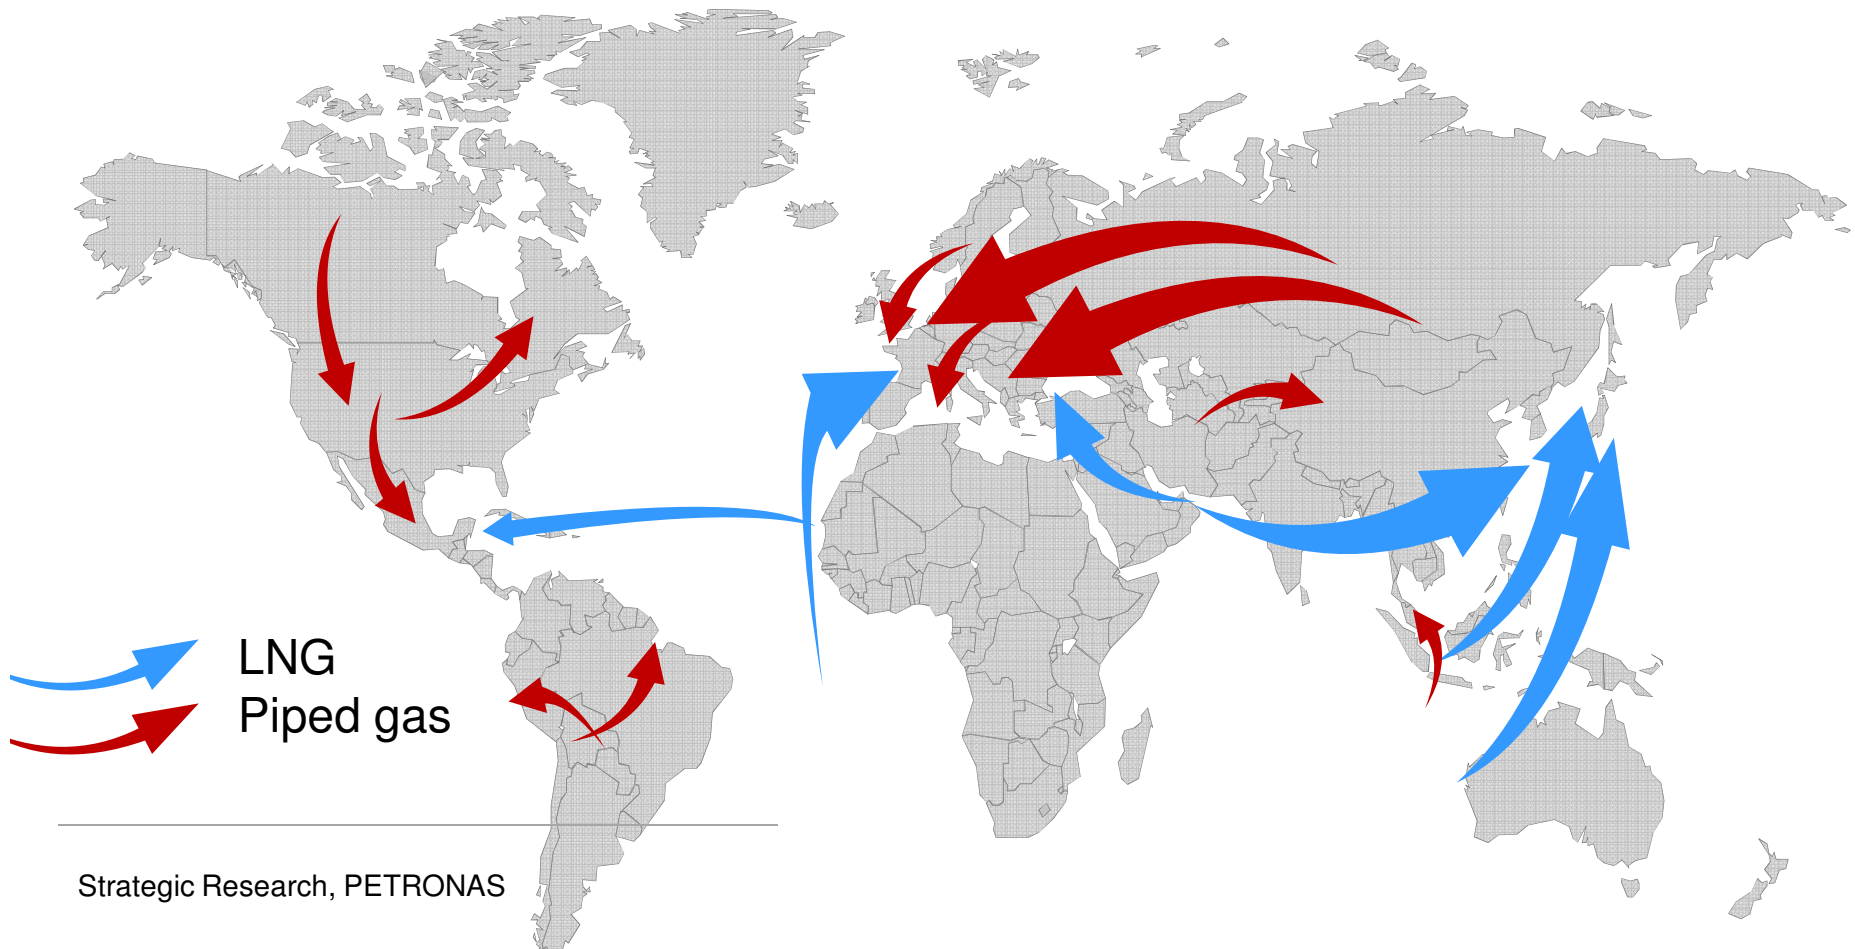 LNG
Piped gas
Strategic Research, PETRONAS